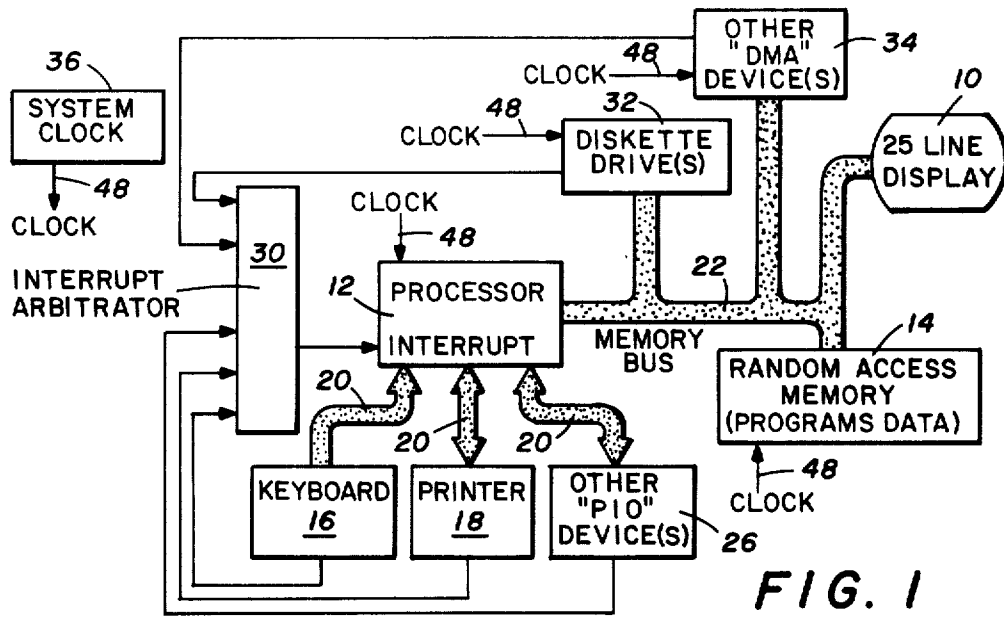 OTHER
"DMA"
DEVICE(S)
34
36
SYSTEM
CLOCK
48
CLOCK
48
CLOCK
32
DISKETTE
DRIVE(S)
48
CLOCK
10
25 LINE
DISPLAY
CLOCK
48
30
INTERRUPT
ARBITRATOR
12
PROCESSOR
INTERRUPT
22
MEMORY
BUS
14
RANDOM ACCESS
MEMORY
(PROGRAMS DATA)
48
CLOCK
20
20
20
KEYBOARD
16
PRINTER
18
OTHER
"PIO"
DEVICE(S)
26
FIG. 1